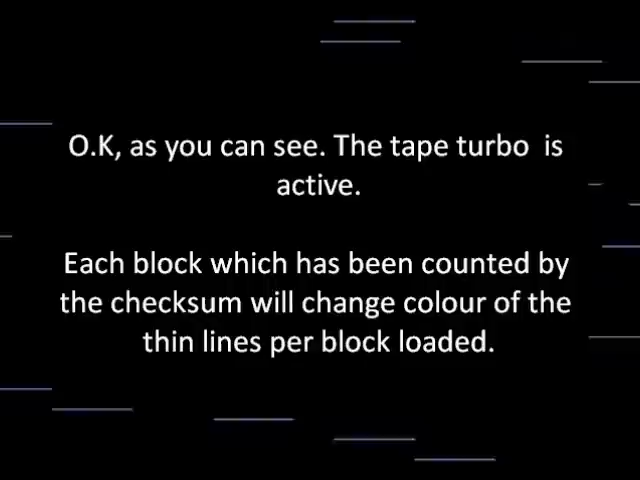 O.K, as you can see. The tape turbo  is
active.
Each block which has been counted by
the checksum will change colour of the
thin lines per block loaded.